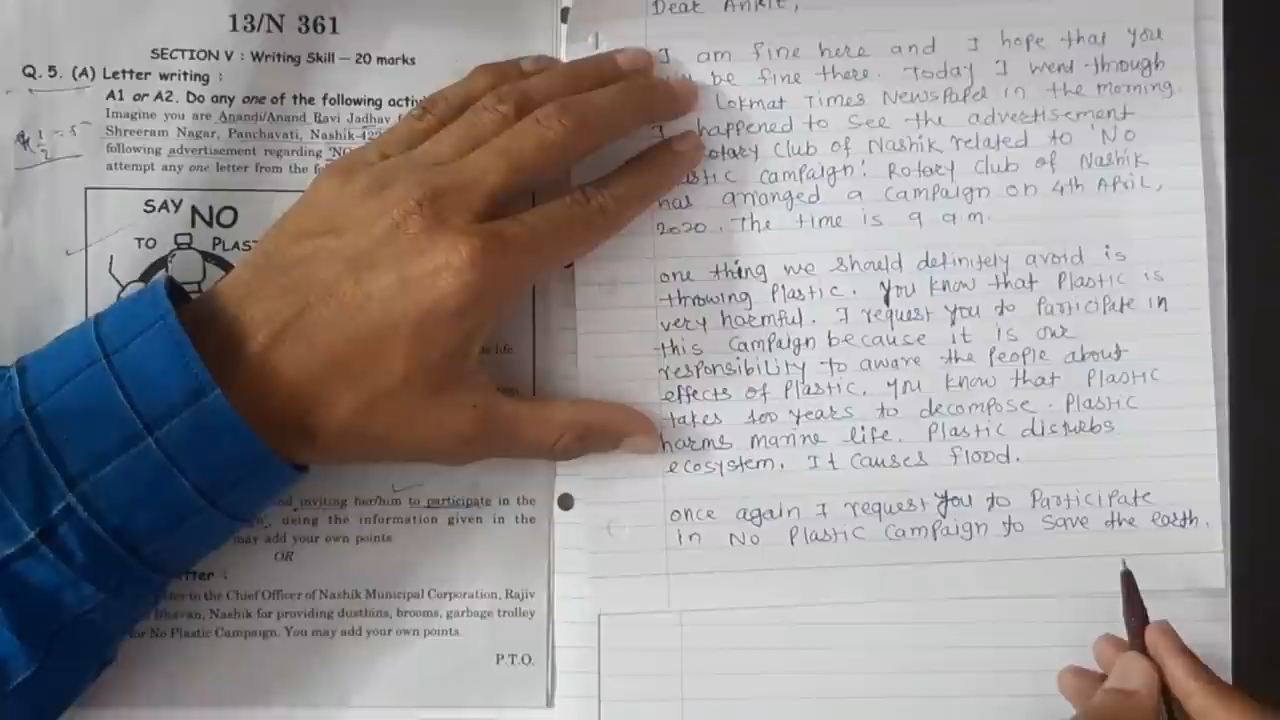 13/N 361
SECTION V : Writing Skill – 20 marks
Q. 5. (A) Letter writing :
A1 or A2. Do any one of the following
Imagine you are Anandi/Anand Ravi Jadhav
Shreeram Nagar, Panchavati, Nashik
following advertisement regarding 'NO
attempt any one letter from the
SAY NO
TO
life.
inviting her/him to participate in the
using the information given in the
may add your own points
OR
to the Chief Officer of Nashik Municipal Corporation, Rajiv
Nashik for providing dustbins, brooms, garbage trolley
No Plastic Campaign. You may add your own points.
P.T.O.
Dear Ankit,
I am fine here and I hope that you
be fine there. Today I went through
Lokmat Times Newspaper in the morning.
I happened to see the advertisement
Club of Nashik related to 'No
campaign: Rotary Club of Nashik
has arranged a campaign on 4th April,
2020. The time is 9 a.m.
one thing we should definitely avoid is
throwing Plastic. You know that Plastic is
very harmful. I request you to Participate in
this campaign because it is our
responsibility to aware the People about
effects of Plastic. You know that Plastic
takes 100 years to decompose. Plastic
harms marine life. Plastic disturbs
ecosystem. It causes flood.
once again I request you to Participate
in No Plastic Campaign to save the earth.